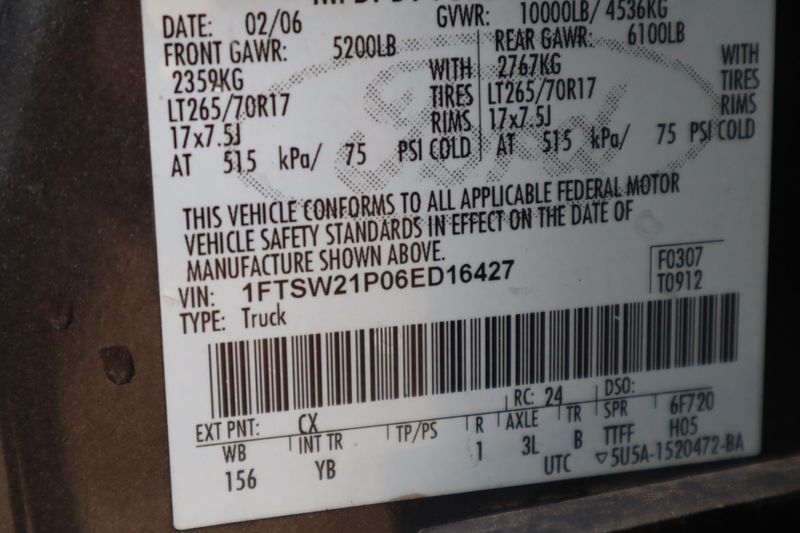 DATE: 02/06 GVWR: 10000LB/ 4536KG
FRONT GAWR: 5200LB REAR GAWR: 6100LB
2359KG WITH 2767KG WITH
LT265/70R17 TIRES LT265/70R17 TIRES
17x7.5J RIMS 17x7.5J RIMS
AT 515 kPa/ 75 PSI COLD AT 515 kPa/ 75 PSI COLD
Ford
THIS VEHICLE CONFORMS TO ALL APPLICABLE FEDERAL MOTOR
VEHICLE SAFETY STANDARDS IN EFFECT ON THE DATE OF
MANUFACTURE SHOWN ABOVE.
F0307
VIN: 1FTSW21P06ED16427
T0912
TYPE: Truck
EXT PNT: CX RC: 24 DSO:
WB INT TR TP/PS R AXLE TR SPR 6F720
156 YB 1 3L B TTFF H05
UTC ▽5U5A-1520472-BA